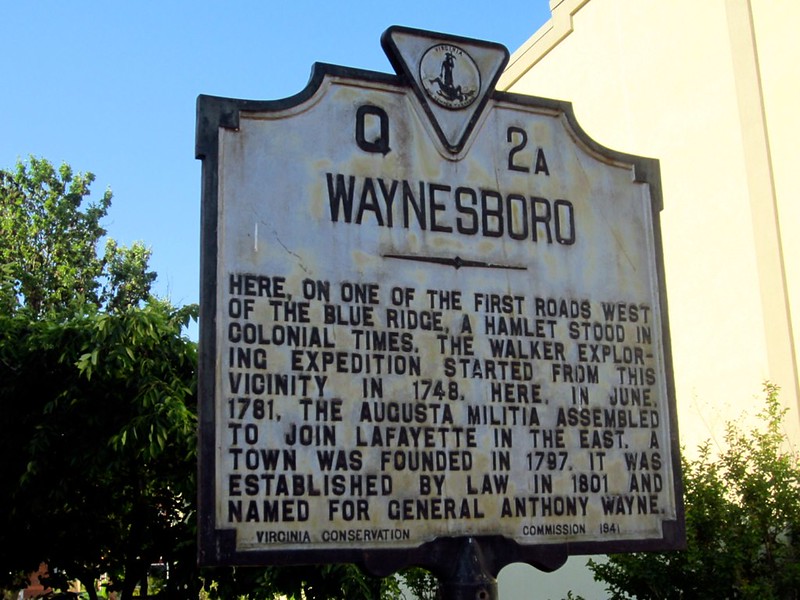 VIRGINIA
Q 2A
WAYNESBORO
HERE, ON ONE OF THE FIRST ROADS WEST
OF THE BLUE RIDGE, A HAMLET STOOD IN
COLONIAL TIMES. THE WALKER EXPLOR-
ING EXPEDITION STARTED FROM THIS
VICINITY IN 1748. HERE, IN JUNE,
1781, THE AUGUSTA MILITIA ASSEMBLED
TO JOIN LAFAYETTE IN THE EAST. A
TOWN WAS FOUNDED IN 1797. IT WAS
ESTABLISHED BY LAW IN 1801 AND
NAMED FOR GENERAL ANTHONY WAYNE.
VIRGINIA CONSERVATION COMMISSION 1941